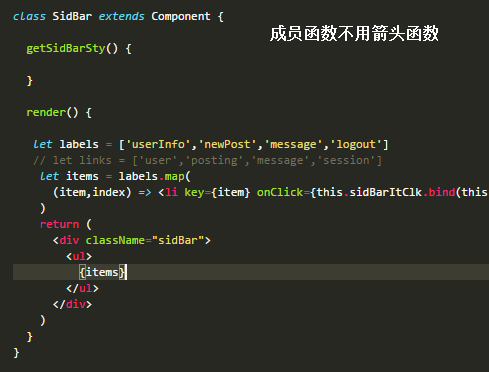 class SidBar extends Component {
成员函数不用箭头函数
getSidBarSty() {
}
render() {
let labels = ['userInfo','newPost','message','logout']
// let links = ['user','posting','message','session']
let items = labels.map(
(item,index) => <li key={item} onClick={this.sidBarItClk.bind(this
)
return (
<div className="sidBar">
<ul>
{items}
</ul>
</div>
)
}
}